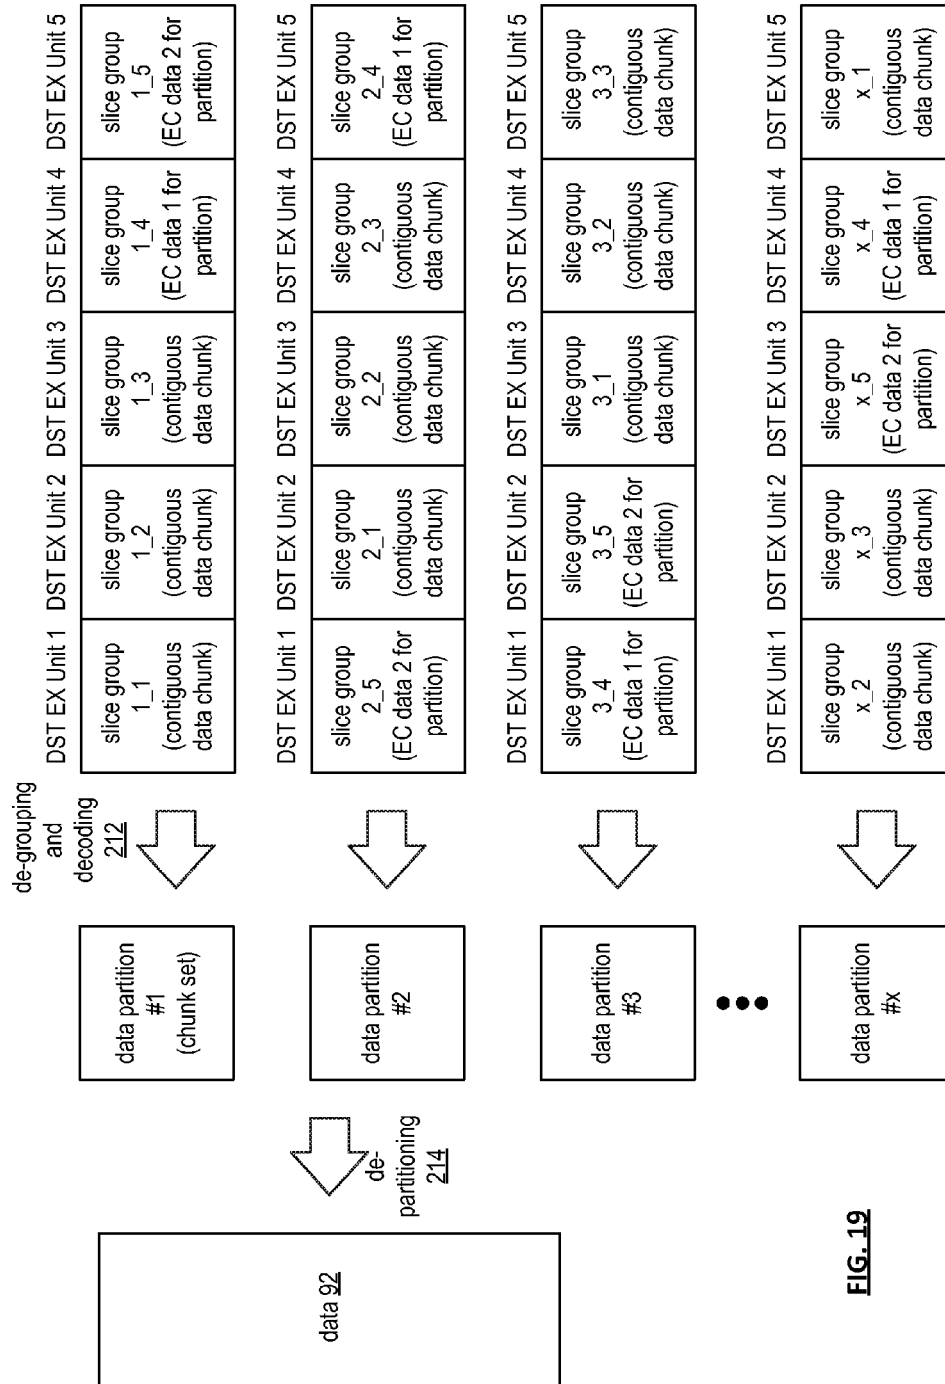 de-grouping
and
decoding
212
DST EX Unit 1
DST EX Unit 2
DST EX Unit 3
DST EX Unit 4
DST EX Unit 5
data partition
#1
(chunk set)
slice group
1_1
(contiguous
data chunk)
slice group
1_2
(contiguous
data chunk)
slice group
1_3
(contiguous
data chunk)
slice group
1_4
(EC data 1 for
partition)
slice group
1_5
(EC data 2 for
partition)
DST EX Unit 1
DST EX Unit 2
DST EX Unit 3
DST EX Unit 4
DST EX Unit 5
data 92
de-
partitioning
214
data partition
#2
slice group
2_5
(EC data 2 for
partition)
slice group
2_1
(contiguous
data chunk)
slice group
2_2
(contiguous
data chunk)
slice group
2_3
(contiguous
data chunk)
slice group
2_4
(EC data 1 for
partition)
DST EX Unit 1
DST EX Unit 2
DST EX Unit 3
DST EX Unit 4
DST EX Unit 5
data partition
#3
slice group
3_4
(EC data 1 for
partition)
slice group
3_5
(EC data 2 for
partition)
slice group
3_1
(contiguous
data chunk)
slice group
3_2
(contiguous
data chunk)
slice group
3_3
(contiguous
data chunk)
DST EX Unit 1
DST EX Unit 2
DST EX Unit 3
DST EX Unit 4
DST EX Unit 5
data partition
#x
slice group
x_2
(contiguous
data chunk)
slice group
x_3
(contiguous
data chunk)
slice group
x_5
(EC data 2 for
partition)
slice group
x_4
(EC data 1 for
partition)
slice group
x_1
(contiguous
data chunk)
FIG. 19